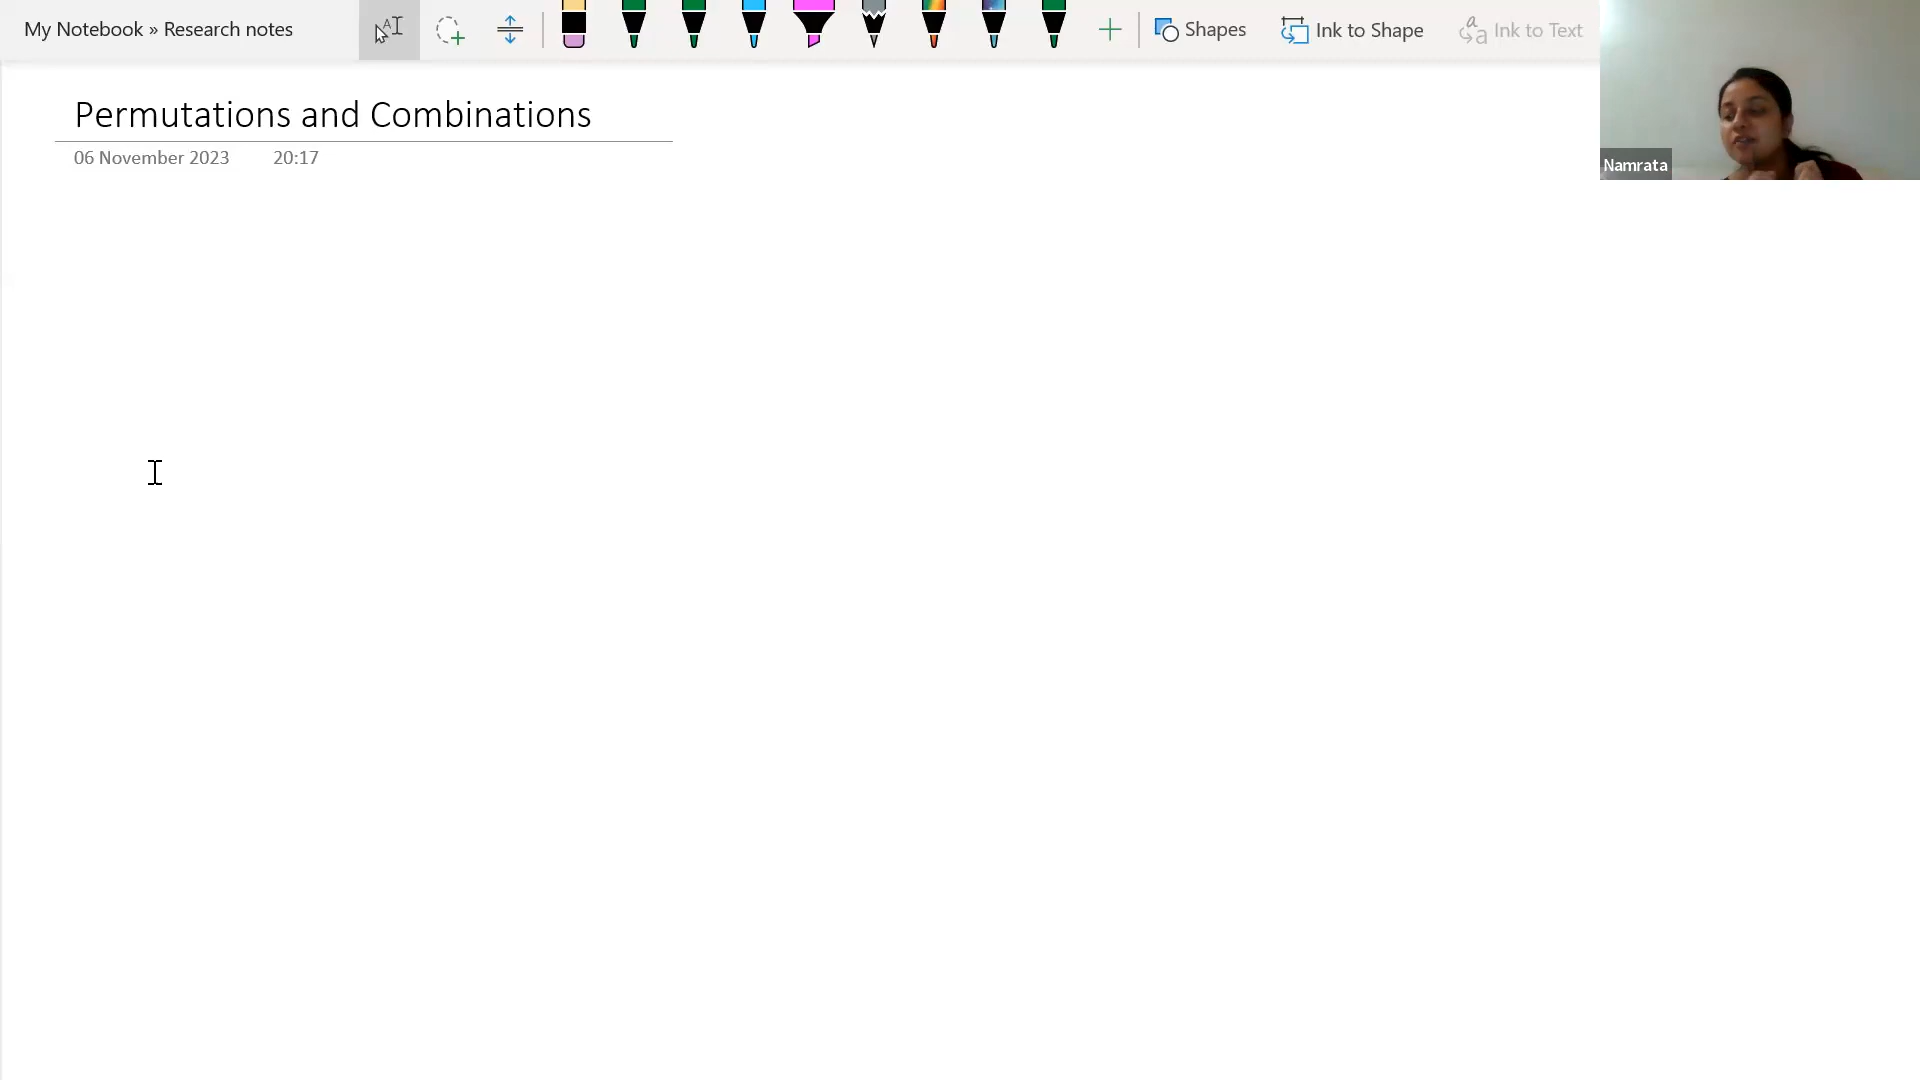 My Notebook » Research notes
Shapes
Ink to Shape
Ink to Text
Permutations and Combinations
06 November 2023 20:17
Namrata